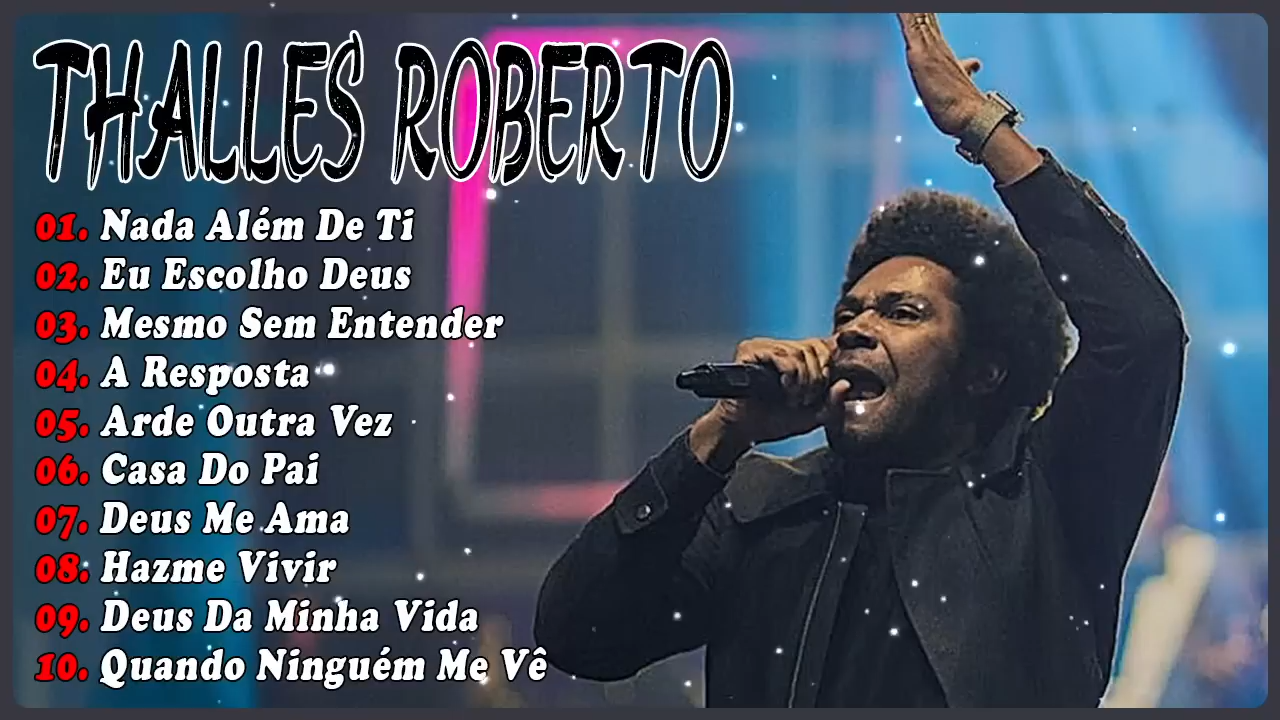 THALLES ROBERTO
01. Nada Além De Ti
02. Eu Escolho Deus
03. Mesmo Sem Entender
04. A Resposta
05. Arde Outra Vez
06. Casa Do Pai
07. Deus Me Ama
08. Hazme Vivir
09. Deus Da Minha Vida
10. Quando Ninguém Me Vê